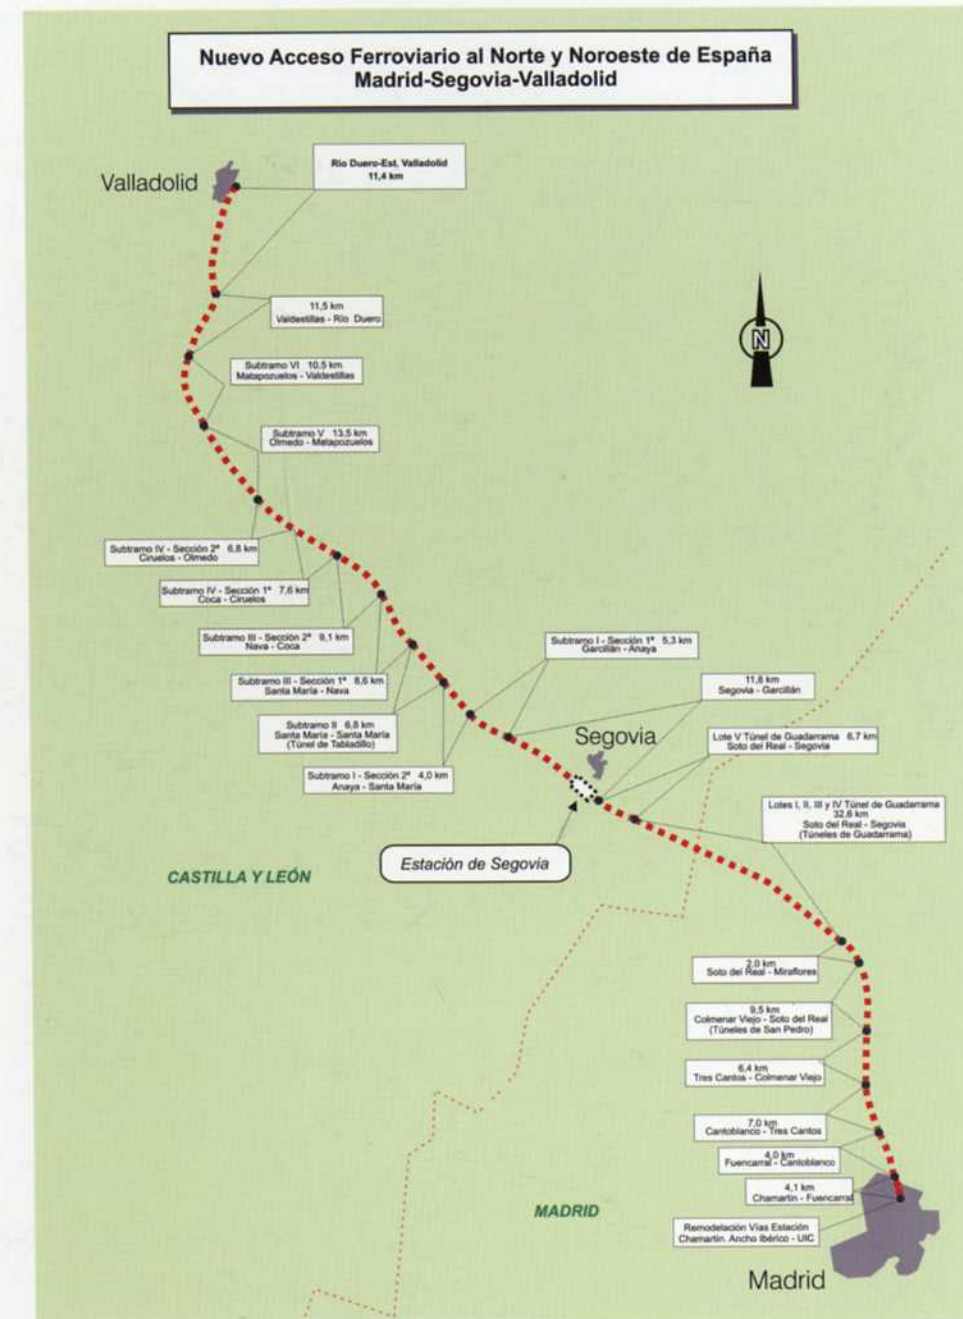 Nuevo Acceso Ferroviario al Norte y Noroeste de España
Madrid-Segovia-Valladolid
Valladolid
Río Duero-Est. Valladolid
11,4 km
11,5 km
Valdestillas - Río Duero
Subtramo VI 10,5 km
Matapozuelos - Valdestillas
Subtramo V 13,5 km
Olmedo - Matapozuelos
N
Subtramo IV - Sección 2ª 6,8 km
Ciruelos - Olmedo
Subtramo IV - Sección 1ª 7,6 km
Coca - Ciruelos
Subtramo III - Sección 2ª 9,1 km
Nava - Coca
Subtramo III - Sección 1ª 8,6 km
Santa María - Nava
Subtramo II 6,8 km
Santa María - Santa María
(Túnel de Tabladillo)
Subtramo I - Sección 2ª 4,0 km
Anaya - Santa María
Subtramo I - Sección 1ª 5,3 km
Garcillán - Anaya
11,8 km
Segovia - Garcillán
Segovia
Lote V Túnel de Guadarrama 6,7 km
Soto del Real - Segovia
Lotes I, II, III y IV Túnel de Guadarrama
32,6 km
Soto del Real - Segovia
(Túneles de Guadarrama)
Estación de Segovia
CASTILLA Y LEÓN
2,0 km
Soto del Real - Miraflores
9,5 km
Colmenar Viejo - Soto del Real
(Túneles de San Pedro)
6,4 km
Tres Cantos - Colmenar Viejo
7,0 km
Cantoblanco - Tres Cantos
4,0 km
Fuencarral - Cantoblanco
4,1 km
Chamartín - Fuencarral
MADRID
Remodelación Vías Estación
Chamartín. Ancho Ibérico - UIC
Madrid